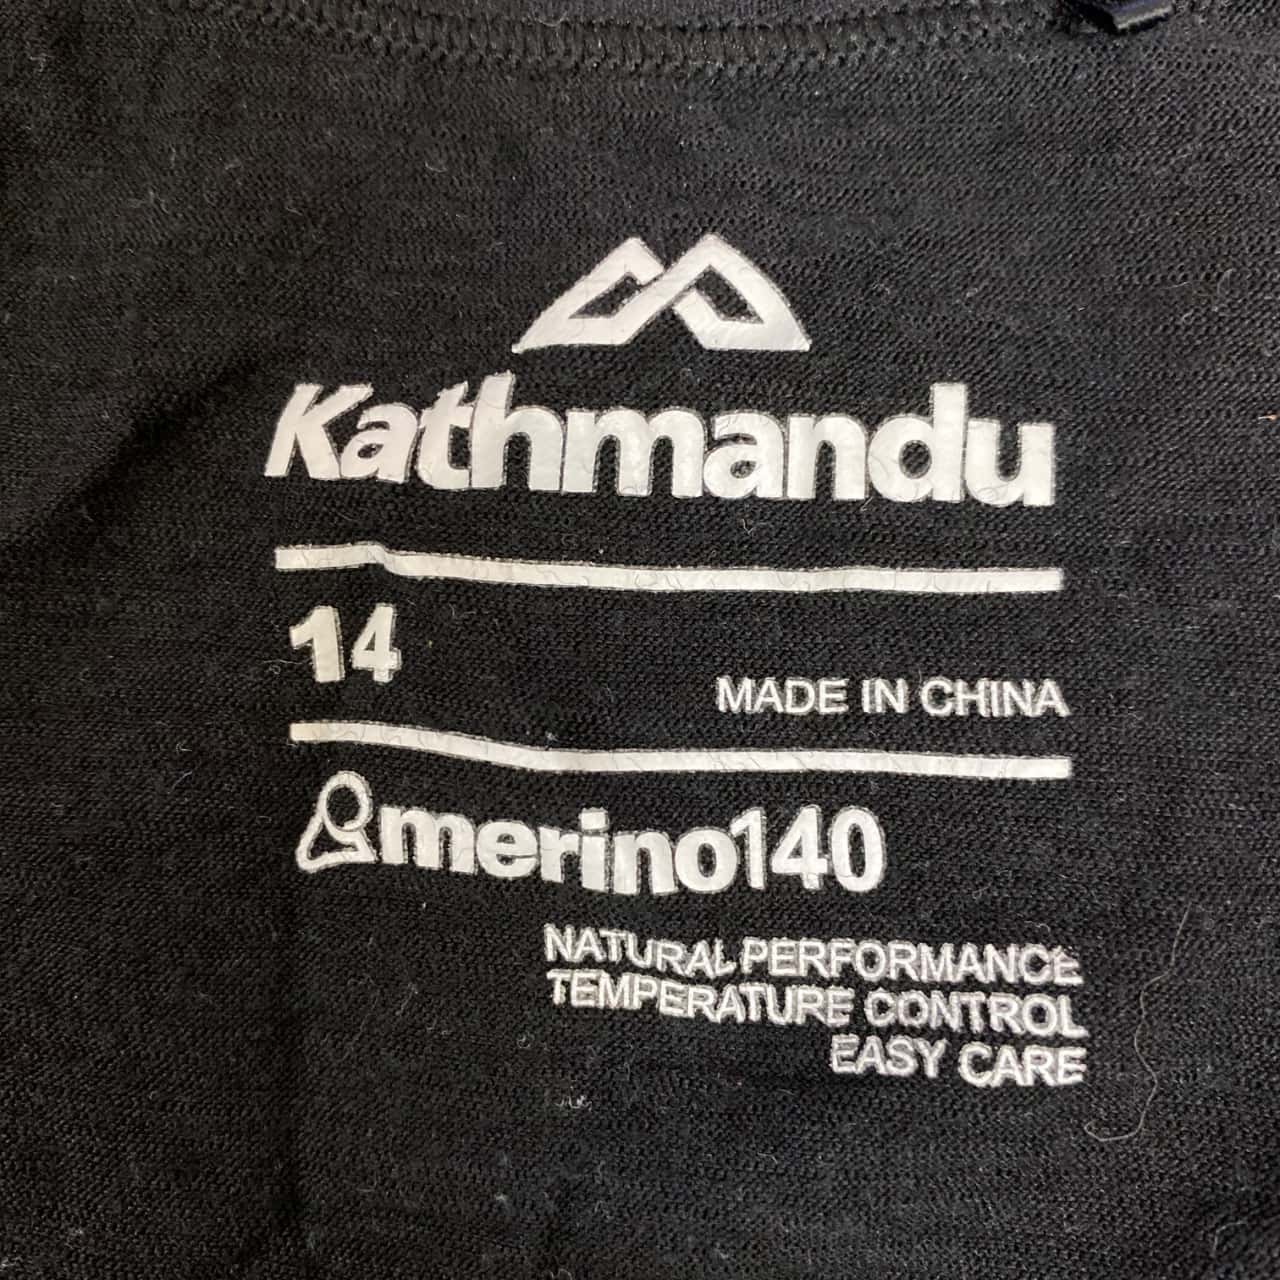 Kathmandu
14
MADE IN CHINA
merino140
NATURAL PERFORMANCE
TEMPERATURE CONTROL
EASY CARE